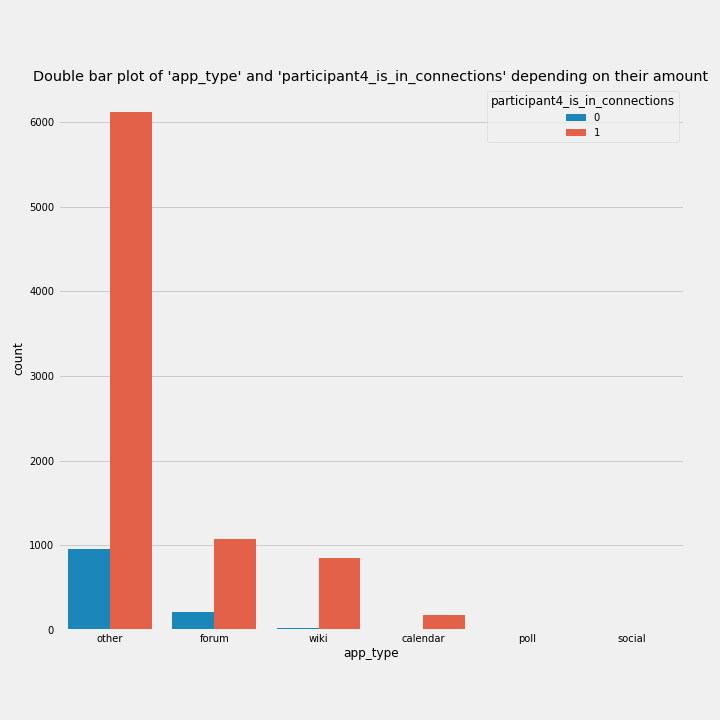 Double bar plot of 'app_type' and 'participant4_is_in_connections' depending on their amount
participant4_is_in_connections
0
1
6000
5000
4000
3000
2000
1000
0
count
other forum wiki calendar poll social
app_type